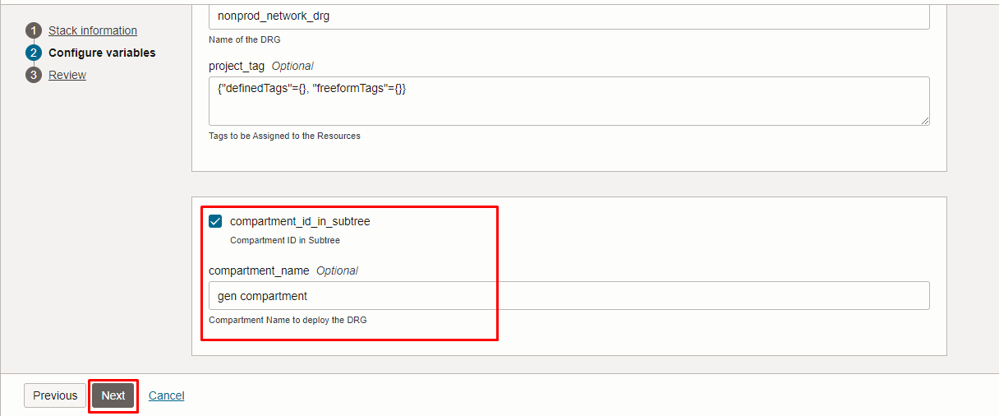 1 Stack information
2 Configure variables
3 Review
nonprod_network_drg
Name of the DRG
project_tag Optional
{"definedTags"={}, "freeformTags"={}}
Tags to be Assigned to the Resources
compartment_id_in_subtree
Compartment ID in Subtree
compartment_name Optional
gen compartment
Compartment Name to deploy the DRG
Previous Next Cancel